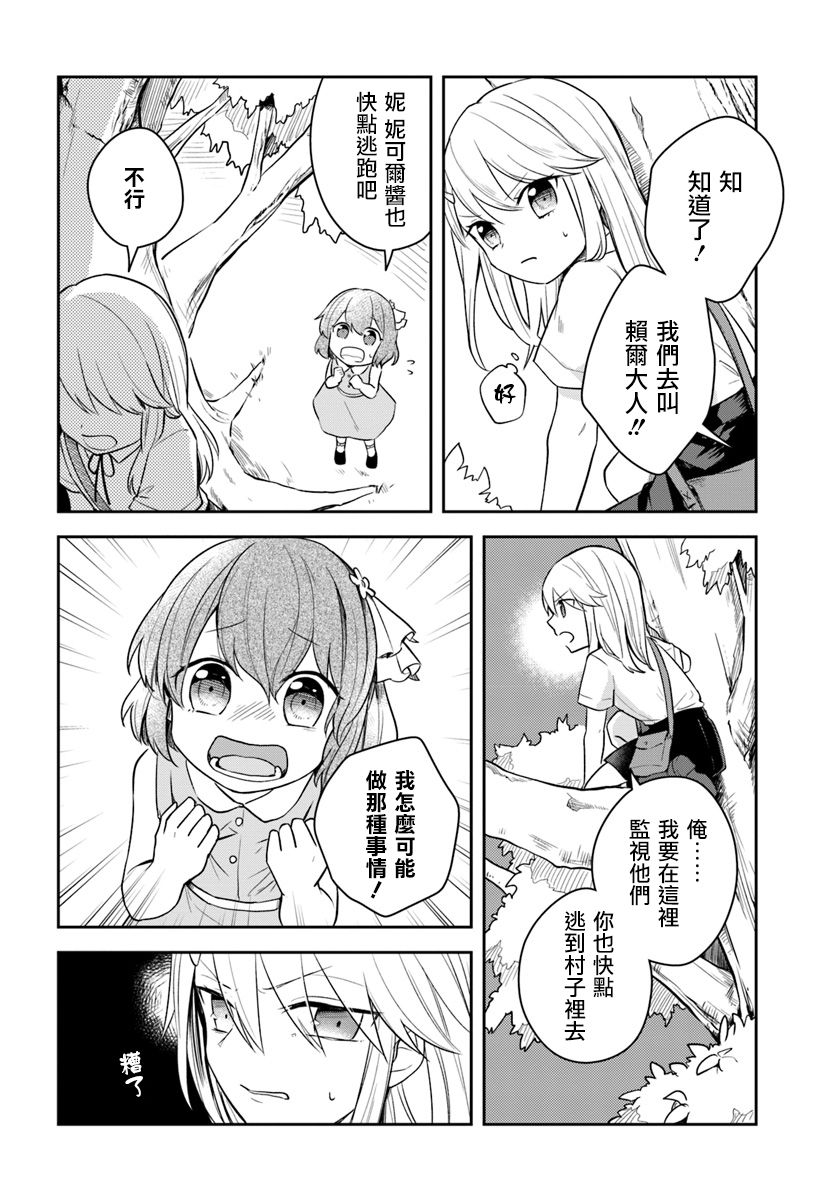 知
知道了!
我們去叫
賴爾大人!!
好
妮妮可爾醬也
快點逃跑吧
不行
俺……
我要在這裡
監視他們
你也快點
逃到村子裡去
我怎麼可能
做那種事情!
糟了